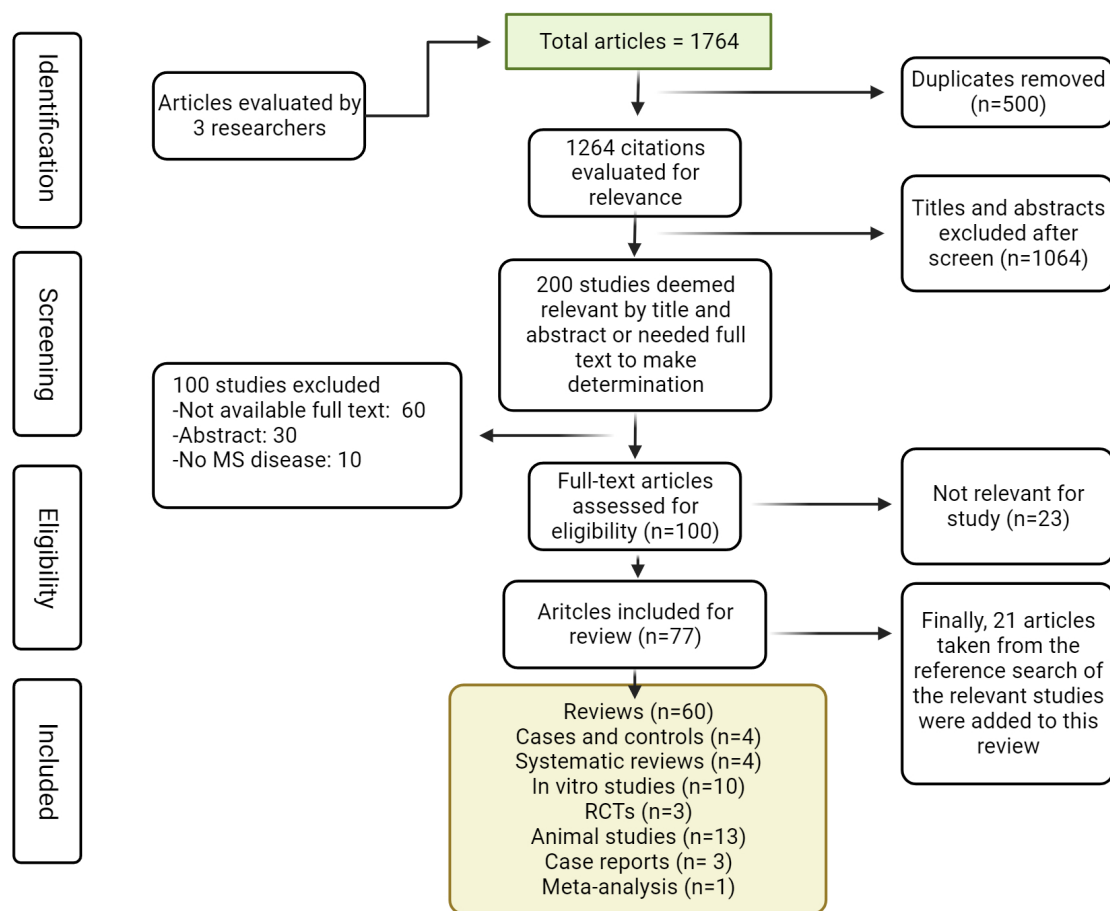 Identification
Total articles = 1764
Articles evaluated by
3 researchers
Duplicates removed
(n=500)
1264 citations
evaluated for
relevance
Titles and abstracts
excluded after
screen (n=1064)
Screening
200 studies deemed
relevant by title and
abstract or needed full
text to make
determination
100 studies excluded
-Not available full text:  60
-Abstract: 30
-No MS disease: 10
Eligibility
Full-text articles
assessed for
eligibility (n=100)
Not relevant for
study (n=23)
Aritcles included for
review (n=77)
Finally, 21 articles
taken from the
reference search of
the relevant studies
were added to this
review
Included
Reviews (n=60)
Cases and controls (n=4)
Systematic reviews (n=4)
In vitro studies (n=10)
RCTs (n=3)
Animal studies (n=13)
Case reports (n= 3)
Meta-analysis (n=1)